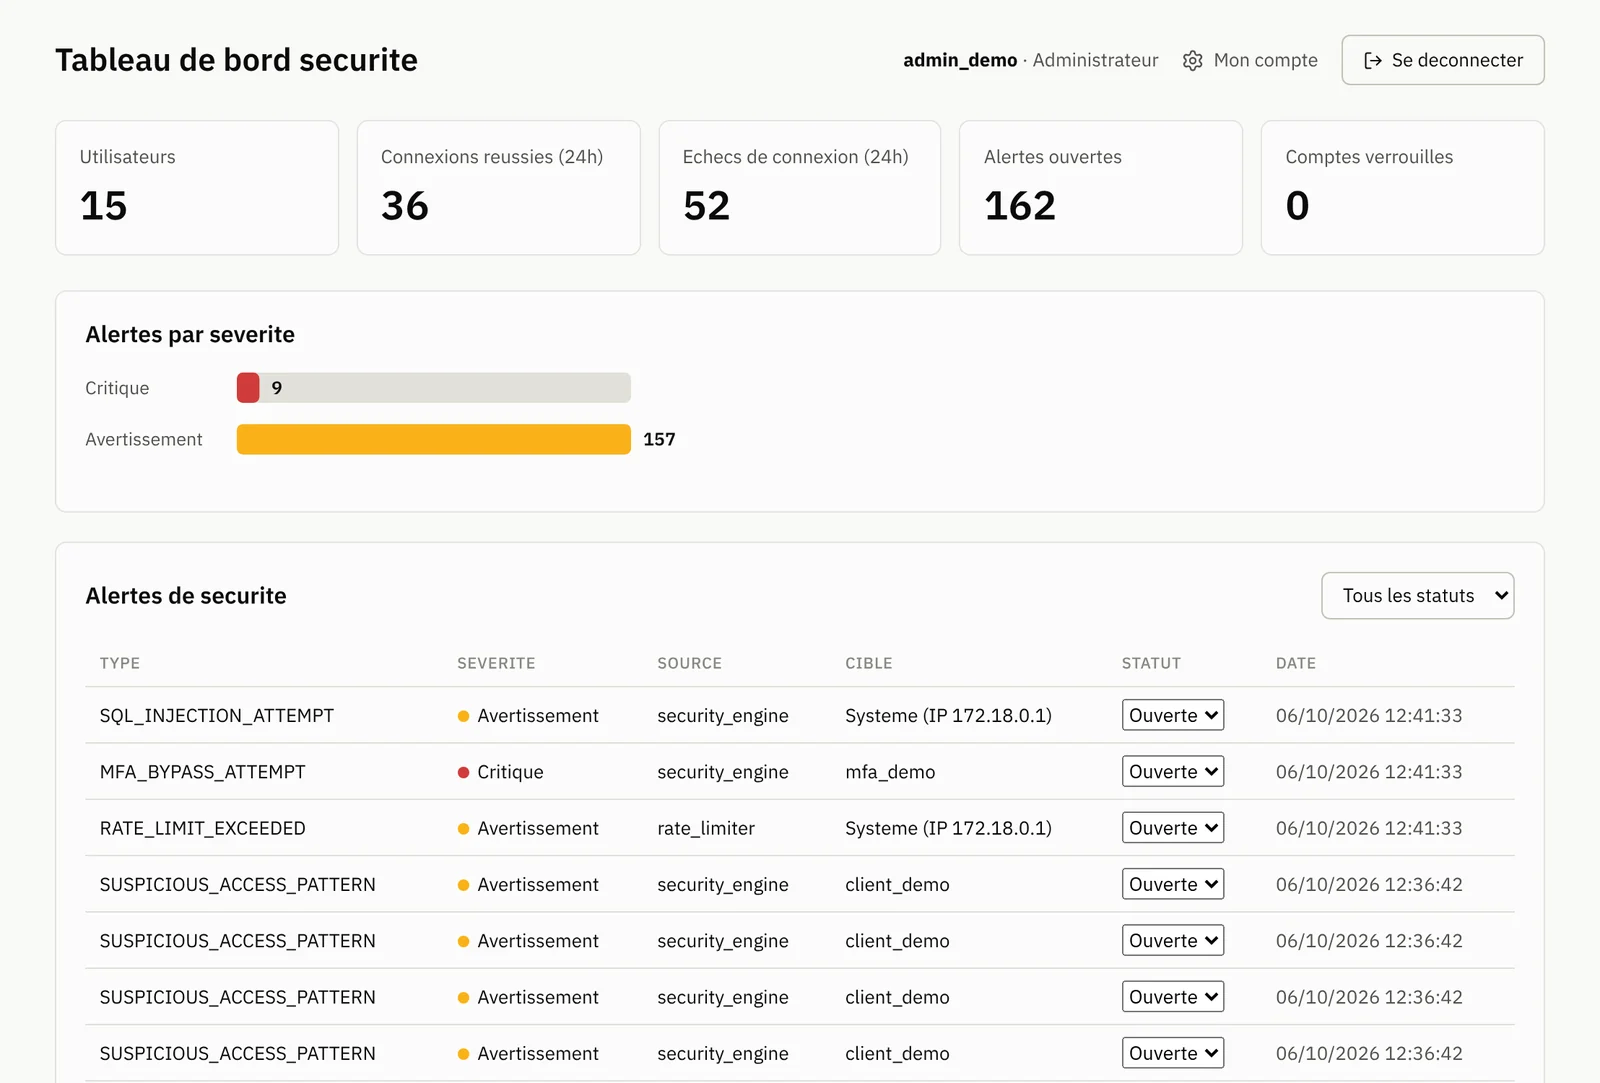 Tableau de bord securite
admin_demo · Administrateur Mon compte Se deconnecter
Utilisateurs Connexions reussies (24h) Echecs de connexion (24h) Alertes ouvertes Comptes verrouilles
15 36 52 162 0
Alertes par severite
Critique 9
Avertissement 157
Alertes de securite Tous les statuts
TYPE SEVERITE SOURCE CIBLE STATUT DATE
SQL_INJECTION_ATTEMPT Avertissement security_engine Systeme (IP 172.18.0.1) Ouverte 06/10/2026 12:41:33
MFA_BYPASS_ATTEMPT Critique security_engine mfa_demo Ouverte 06/10/2026 12:41:33
RATE_LIMIT_EXCEEDED Avertissement rate_limiter Systeme (IP 172.18.0.1) Ouverte 06/10/2026 12:41:33
SUSPICIOUS_ACCESS_PATTERN Avertissement security_engine client_demo Ouverte 06/10/2026 12:36:42
SUSPICIOUS_ACCESS_PATTERN Avertissement security_engine client_demo Ouverte 06/10/2026 12:36:42
SUSPICIOUS_ACCESS_PATTERN Avertissement security_engine client_demo Ouverte 06/10/2026 12:36:42
SUSPICIOUS_ACCESS_PATTERN Avertissement security_engine client_demo Ouverte 06/10/2026 12:36:42